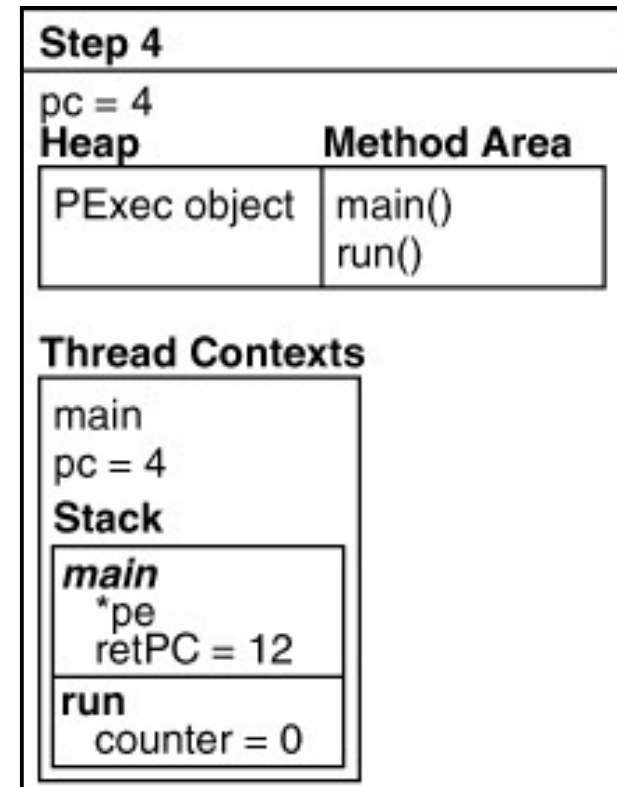 Step 4
pc = 4
Heap Method Area
PExec object main()
run()
Thread Contexts
main
pc = 4
Stack
main
*pe
retPC = 12
run
counter = 0